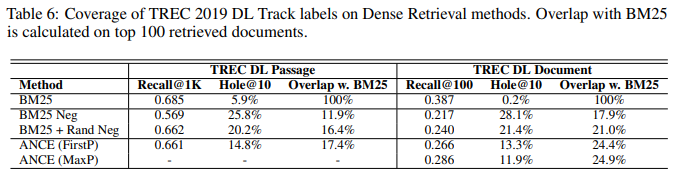 Table 6: Coverage of TREC 2019 DL Track labels on Dense Retrieval methods. Overlap with BM25
is calculated on top 100 retrieved documents.
TREC DL Passage TREC DL Document
Method Recall@1K Hole@10 Overlap w. BM25 Recall@100 Hole@10 Overlap w. BM25
BM25 0.685 5.9% 100% 0.387 0.2% 100%
BM25 Neg 0.569 25.8% 11.9% 0.217 28.1% 17.9%
BM25 + Rand Neg 0.662 20.2% 16.4% 0.240 21.4% 21.0%
ANCE (FirstP) 0.661 14.8% 17.4% 0.266 13.3% 24.4%
ANCE (MaxP) - - - 0.286 11.9% 24.9%